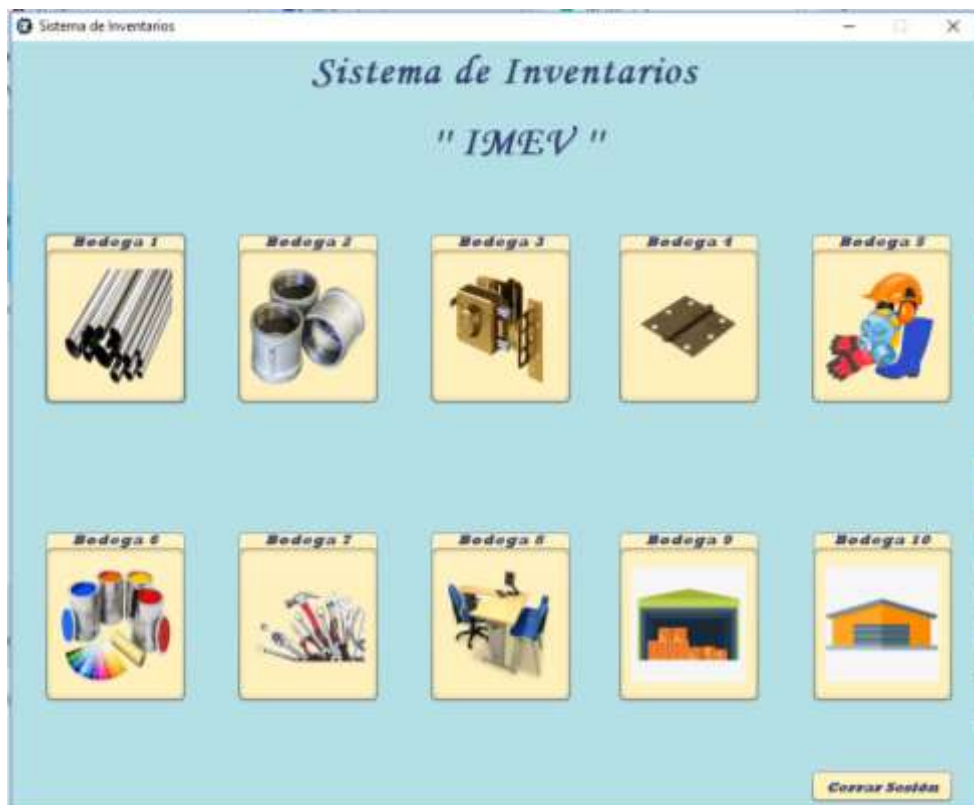 Sistema de Inventarios
Sistema de Inventarios
" IMEV "
Bodega 1
Bodega 2
Bodega 3
Bodega 4
Bodega 5
Bodega 6
Bodega 7
Bodega 8
Bodega 9
Bodega 10
Cerrar Sesión